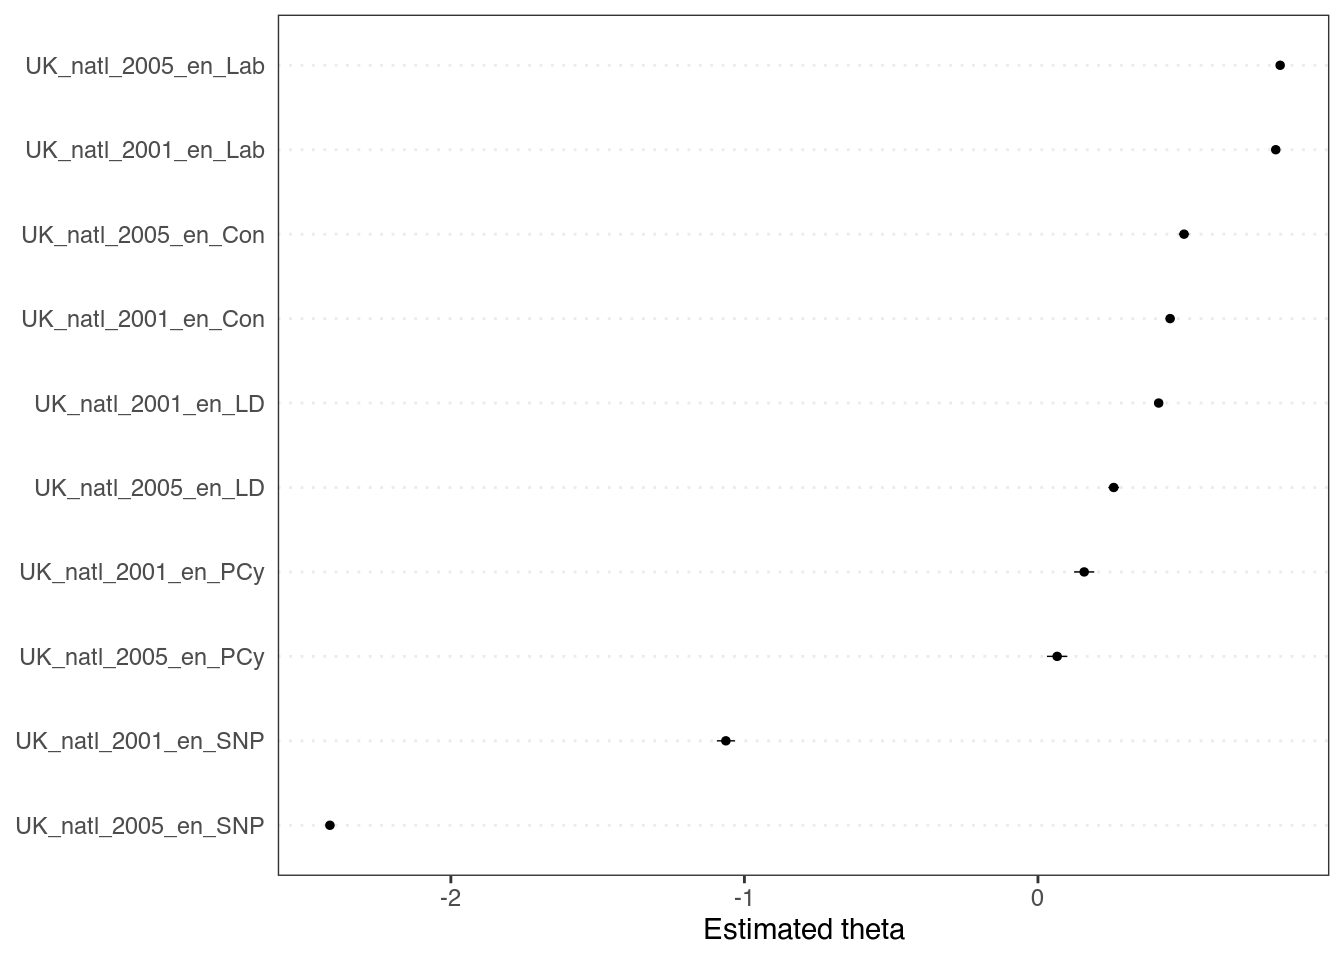 UK_natl_2005_en_Lab
UK_natl_2001_en_Lab
UK_natl_2005_en_Con
UK_natl_2001_en_Con
UK_natl_2001_en_LD
UK_natl_2005_en_LD
UK_natl_2001_en_PCy
UK_natl_2005_en_PCy
UK_natl_2001_en_SNP
UK_natl_2005_en_SNP
-2 -1 0
Estimated theta